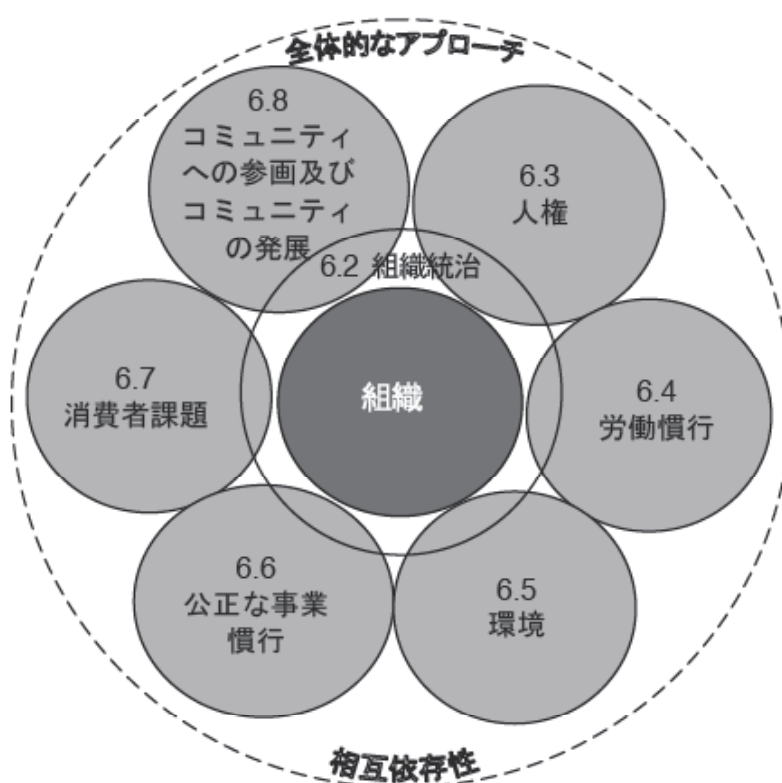 全体的なアプローチ
6.8
コミュニティ
への参画及び
コミュニティ
の発展
6.3
人権
6.2 組織統治
6.7
消費者課題
組織
6.4
労働慣行
6.6
公正な事業
慣行
6.5
環境
相互依存性